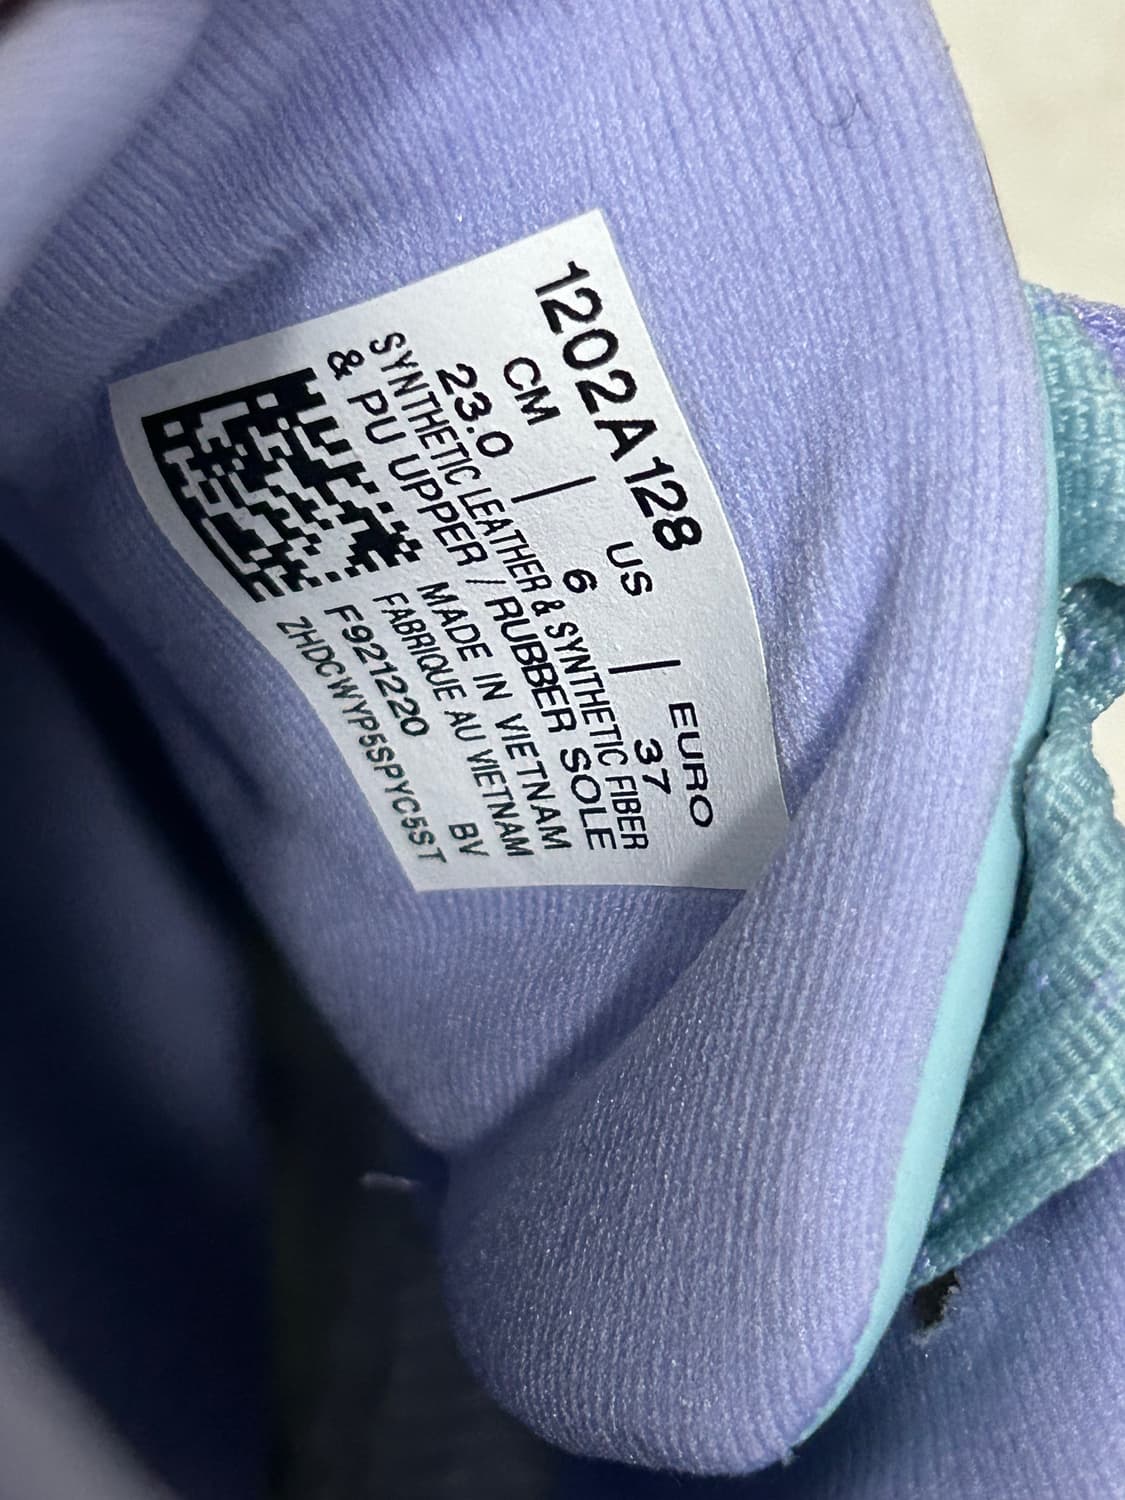 1202A128
CM | US | EURO
23.0 6 37
SYNTHETIC LEATHER & SYNTHETIC FIBER
& PU UPPER / RUBBER SOLE
MADE IN VIETNAM
FABRIQUE AU VIETNAM
F921220 BV
ZHDCWYP5SPYC5ST